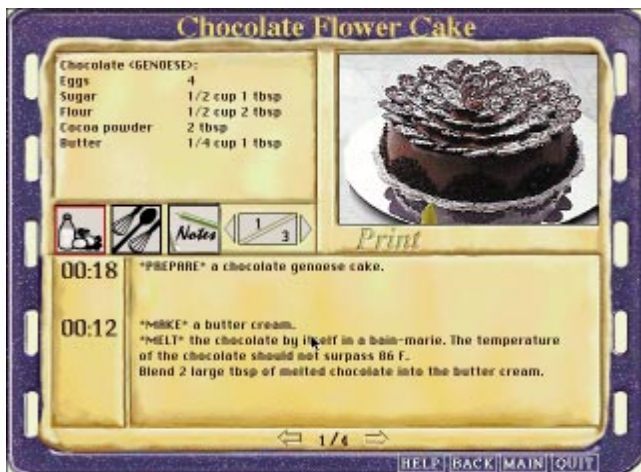 Chocolate Flower Cake
Chocolate <GENOESE>:
Eggs 4
Sugar 1/2 cup 1 tbsp
Flour 1/2 cup 2 tbsp
Cocoa powder 2 tbsp
Butter 1/4 cup 1 tbsp
Notes
1
3
Print
00:18 *PREPARE* a chocolate genoese cake.
00:12 *MAKE* a butter cream.
*MELT* the chocolate by itself in a bain-marie. The temperature
of the chocolate should not surpass 86 F.
Blend 2 large tbsp of melted chocolate into the butter cream.
1/4
HELP BACK MAIN QUIT